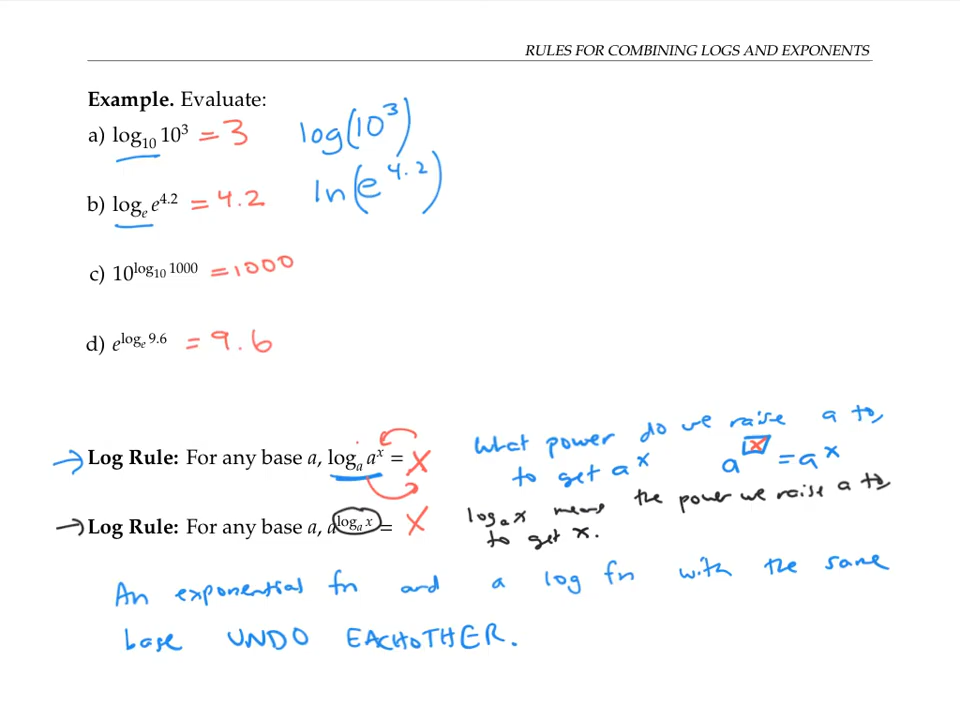 RULES FOR COMBINING LOGS AND EXPONENTS
Example. Evaluate:
a) log₁₀ 10³ = 3 log(10³)
b) logₑ e⁴·² = 4.2 ln(e⁴·²)
c) 10^(log₁₀ 1000) = 1000
d) e^(logₑ 9.6) = 9.6
What power do we raise a to,
Log Rule: For any base a, logₐ aˣ = x
to get aˣ a^x = aˣ
Log Rule: For any base a, a^(logₐ x) = x
logₐ x means the power we raise a to,
to get x.
An exponential fn and a log fn with the same
base UNDO EACHOTHER.